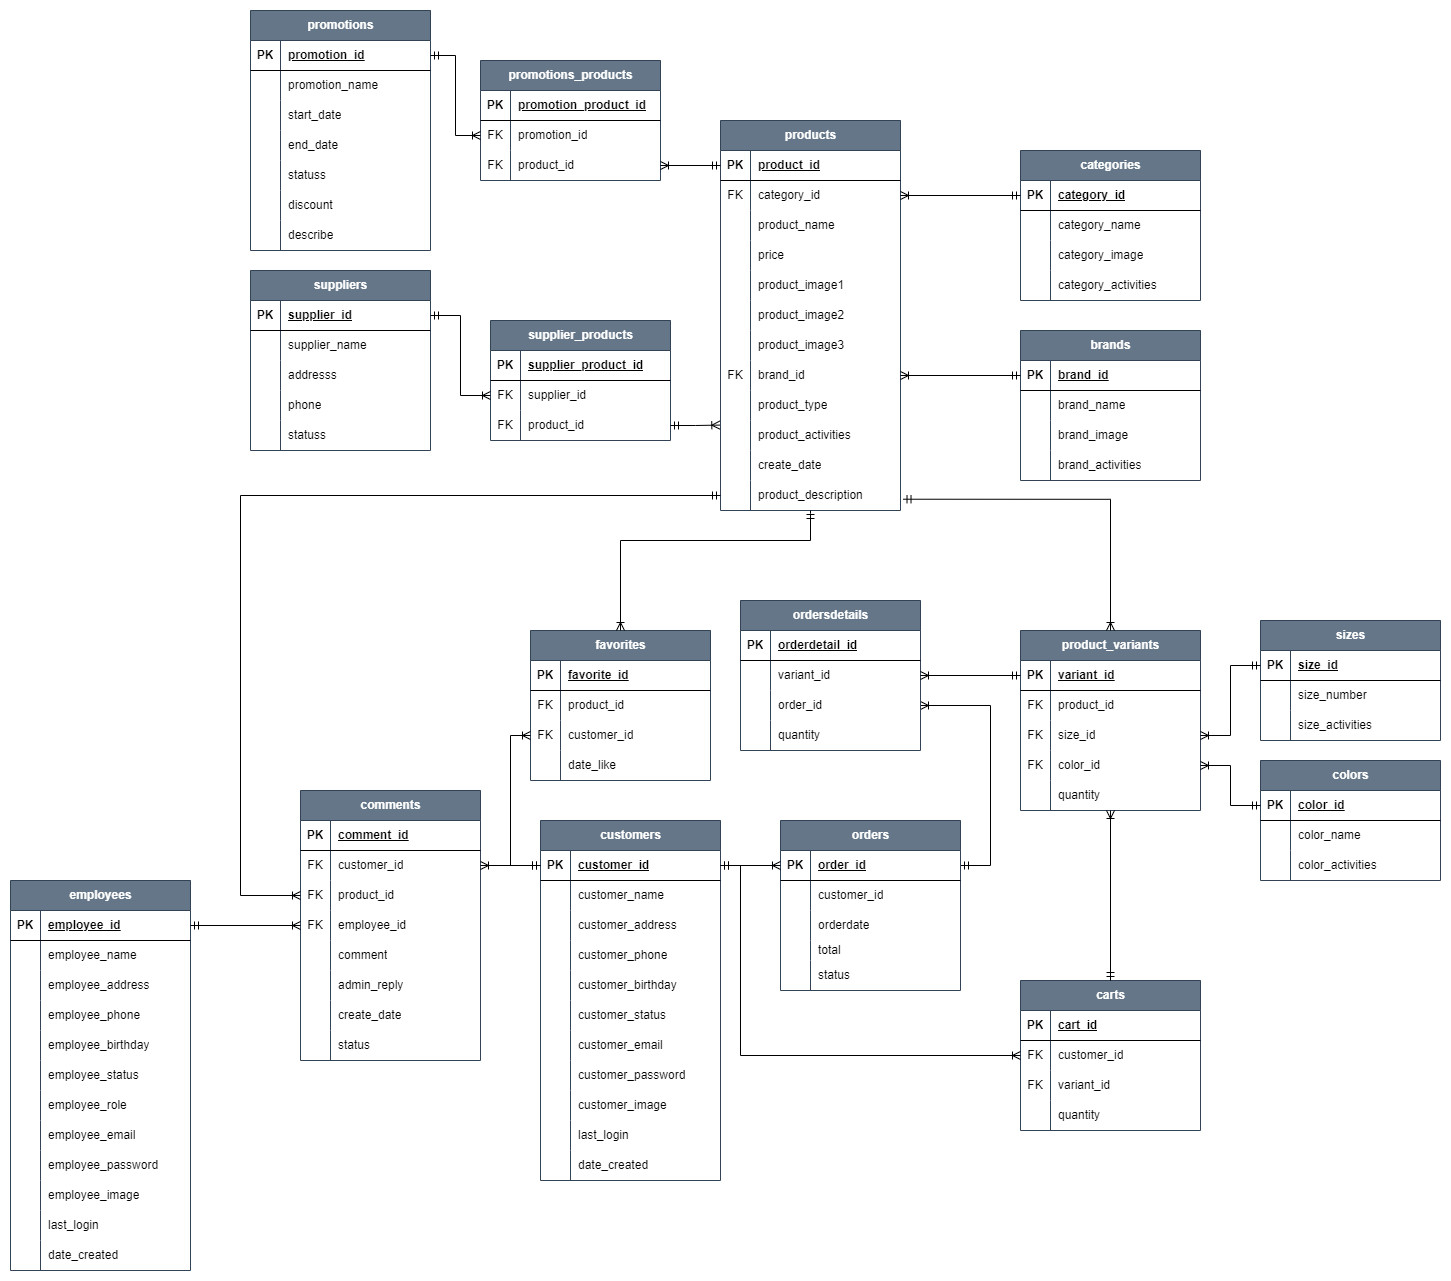 promotions
PK promotion_id
promotion_name
start_date
end_date
statuss
discount
describe
promotions_products
PK promotion_product_id
FK promotion_id
FK product_id
products
PK product_id
FK category_id
product_name
price
product_image1
product_image2
product_image3
FK brand_id
product_type
product_activities
create_date
product_description
categories
PK category_id
category_name
category_image
category_activities
suppliers
PK supplier_id
supplier_name
addresss
phone
statuss
supplier_products
PK supplier_product_id
FK supplier_id
FK product_id
brands
PK brand_id
brand_name
brand_image
brand_activities
favorites
PK favorite_id
FK product_id
FK customer_id
date_like
ordersdetails
PK orderdetail_id
variant_id
order_id
quantity
product_variants
PK variant_id
FK product_id
FK size_id
FK color_id
quantity
sizes
PK size_id
size_number
size_activities
colors
PK color_id
color_name
color_activities
comments
PK comment_id
FK customer_id
FK product_id
FK employee_id
comment
admin_reply
create_date
status
customers
PK customer_id
customer_name
customer_address
customer_phone
customer_birthday
customer_status
customer_email
customer_password
customer_image
last_login
date_created
orders
PK order_id
customer_id
orderdate
total
status
employees
PK employee_id
employee_name
employee_address
employee_phone
employee_birthday
employee_status
employee_role
employee_email
employee_password
employee_image
last_login
date_created
carts
PK cart_id
FK customer_id
FK variant_id
quantity